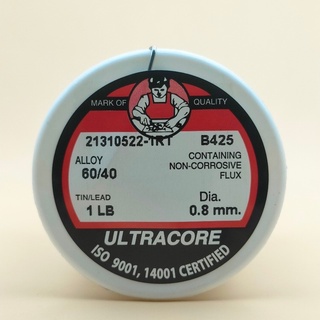 MARK OF QUALITY
21310522-1RT B425
ALLOY CONTAINING
60/40 NON-CORROSIVE
FLUX
TIN/LEAD Dia.
1 LB 0.8 mm.
ULTRACORE
ISO 9001, 14001 CERTIFIED